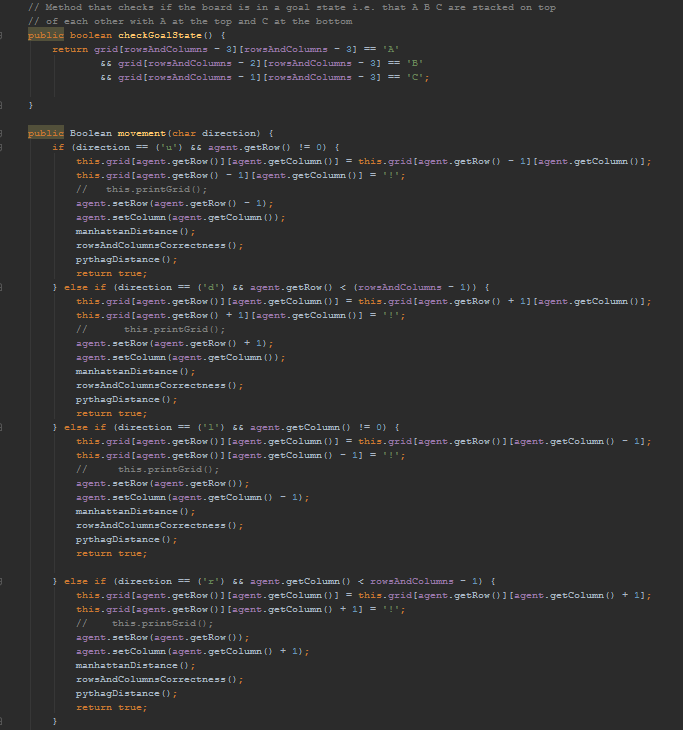 // Method that checks if the board is in a goal state i.e. that A B C are stacked on top
// of each other with A at the top and C at the bottom
public boolean checkGoalState() {
return grid[rowsAndColumns - 3][rowsAndColumns - 3] == 'A'
&& grid[rowsAndColumns - 2][rowsAndColumns - 3] == 'B'
&& grid[rowsAndColumns - 1][rowsAndColumns - 3] == 'C';
}
public Boolean movement(char direction) {
if (direction == ('u') && agent.getRow() != 0) {
this.grid[agent.getRow()][agent.getColumn()] = this.grid[agent.getRow() - 1][agent.getColumn()];
this.grid[agent.getRow() - 1][agent.getColumn()] = '!';
// this.printGrid();
agent.setRow(agent.getRow() - 1);
agent.setColumn(agent.getColumn());
manhattanDistance();
rowsAndColumnsCorrectness();
pythagDistance();
return true;
} else if (direction == ('d') && agent.getRow() < (rowsAndColumns - 1)) {
this.grid[agent.getRow()][agent.getColumn()] = this.grid[agent.getRow() + 1][agent.getColumn()];
this.grid[agent.getRow() + 1][agent.getColumn()] = '!';
// this.printGrid();
agent.setRow(agent.getRow() + 1);
agent.setColumn(agent.getColumn());
manhattanDistance();
rowsAndColumnsCorrectness();
pythagDistance();
return true;
} else if (direction == ('l') && agent.getColumn() != 0) {
this.grid[agent.getRow()][agent.getColumn()] = this.grid[agent.getRow()][agent.getColumn() - 1];
this.grid[agent.getRow()][agent.getColumn() - 1] = '!';
// this.printGrid();
agent.setRow(agent.getRow());
agent.setColumn(agent.getColumn() - 1);
manhattanDistance();
rowsAndColumnsCorrectness();
pythagDistance();
return true;
} else if (direction == ('r') && agent.getColumn() < rowsAndColumns - 1) {
this.grid[agent.getRow()][agent.getColumn()] = this.grid[agent.getRow()][agent.getColumn() + 1];
this.grid[agent.getRow()][agent.getColumn() + 1] = '!';
// this.printGrid();
agent.setRow(agent.getRow());
agent.setColumn(agent.getColumn() + 1);
manhattanDistance();
rowsAndColumnsCorrectness();
pythagDistance();
return true;
}